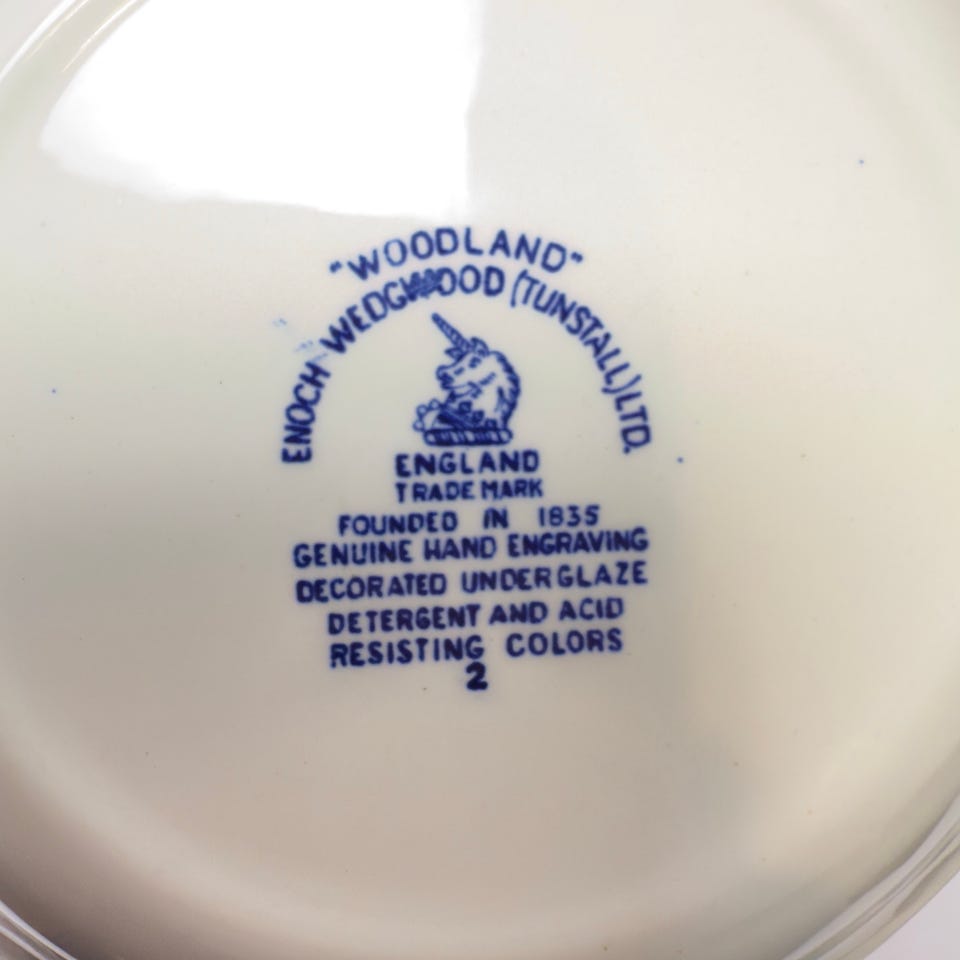 "WOODLAND"
ENOCH WEDGWOOD (TUNSTALL) LTD.
ENGLAND
TRADE MARK
FOUNDED IN 1835
GENUINE HAND ENGRAVING
DECORATED UNDERGLAZE
DETERGENT AND ACID
RESISTING COLORS
2